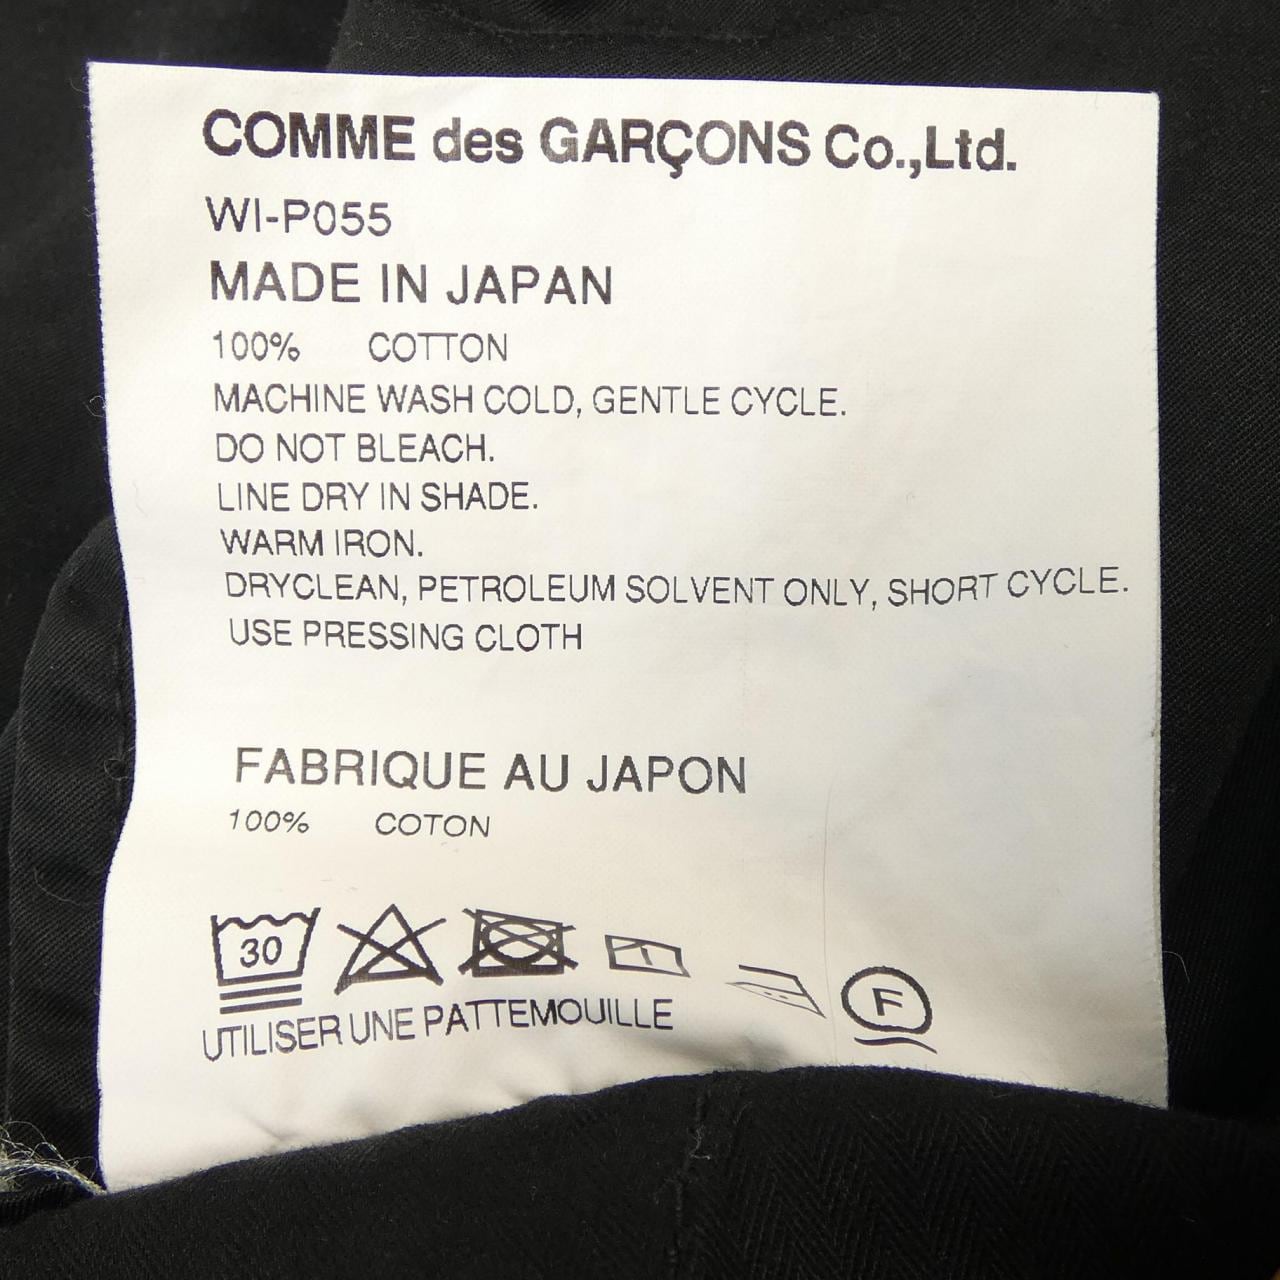 COMME des GARÇONS Co.,Ltd.
WI-P055
MADE IN JAPAN
100% COTTON
MACHINE WASH COLD, GENTLE CYCLE.
DO NOT BLEACH.
LINE DRY IN SHADE.
WARM IRON.
DRYCLEAN, PETROLEUM SOLVENT ONLY, SHORT CYCLE.
USE PRESSING CLOTH
FABRIQUE AU JAPON
100% COTON
30
F
UTILISER UNE PATTEMOUILLE